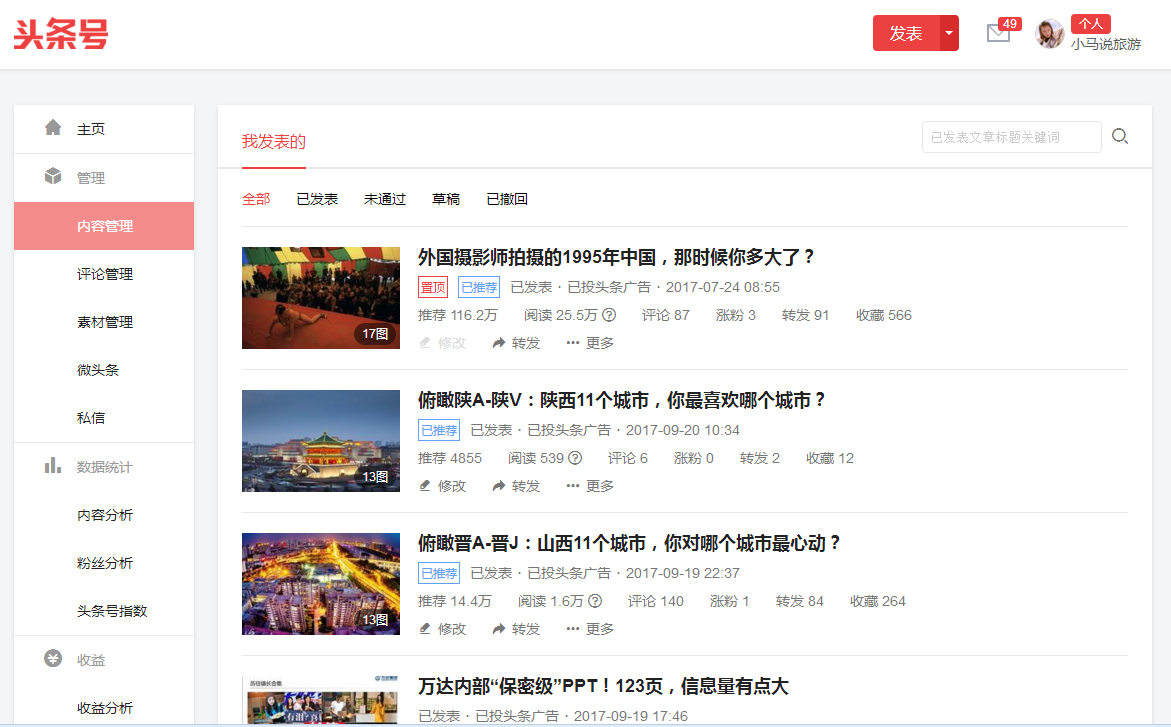 头条号
发表
49
个人
小马说旅游
主页
管理
内容管理
评论管理
素材管理
微头条
私信
数据统计
内容分析
粉丝分析
头条号指数
收益
收益分析
我发表的
已发表文章标题关键词
全部 已发表 未通过 草稿 已撤回
17图
外国摄影师拍摄的1995年中国，那时候你多大了？
置顶 已推荐 已发表 · 已投头条广告 · 2017-07-24 08:55
推荐 116.2万 阅读 25.5万 ? 评论 87 涨粉 3 转发 91 收藏 566
修改 转发 ··· 更多
13图
俯瞰陕A-陕V：陕西11个城市，你最喜欢哪个城市？
已推荐 已发表 · 已投头条广告 · 2017-09-20 10:34
推荐 4855 阅读 539 ? 评论 6 涨粉 0 转发 2 收藏 12
修改 转发 ··· 更多
13图
俯瞰晋A-晋J：山西11个城市，你对哪个城市最心动？
已推荐 已发表 · 已投头条广告 · 2017-09-19 22:37
推荐 14.4万 阅读 1.6万 ? 评论 140 涨粉 1 转发 84 收藏 264
修改 转发 ··· 更多
万达内部“保密级”PPT！123页，信息量有点大
已发表 · 已投头条广告 · 2017-09-19 17:46